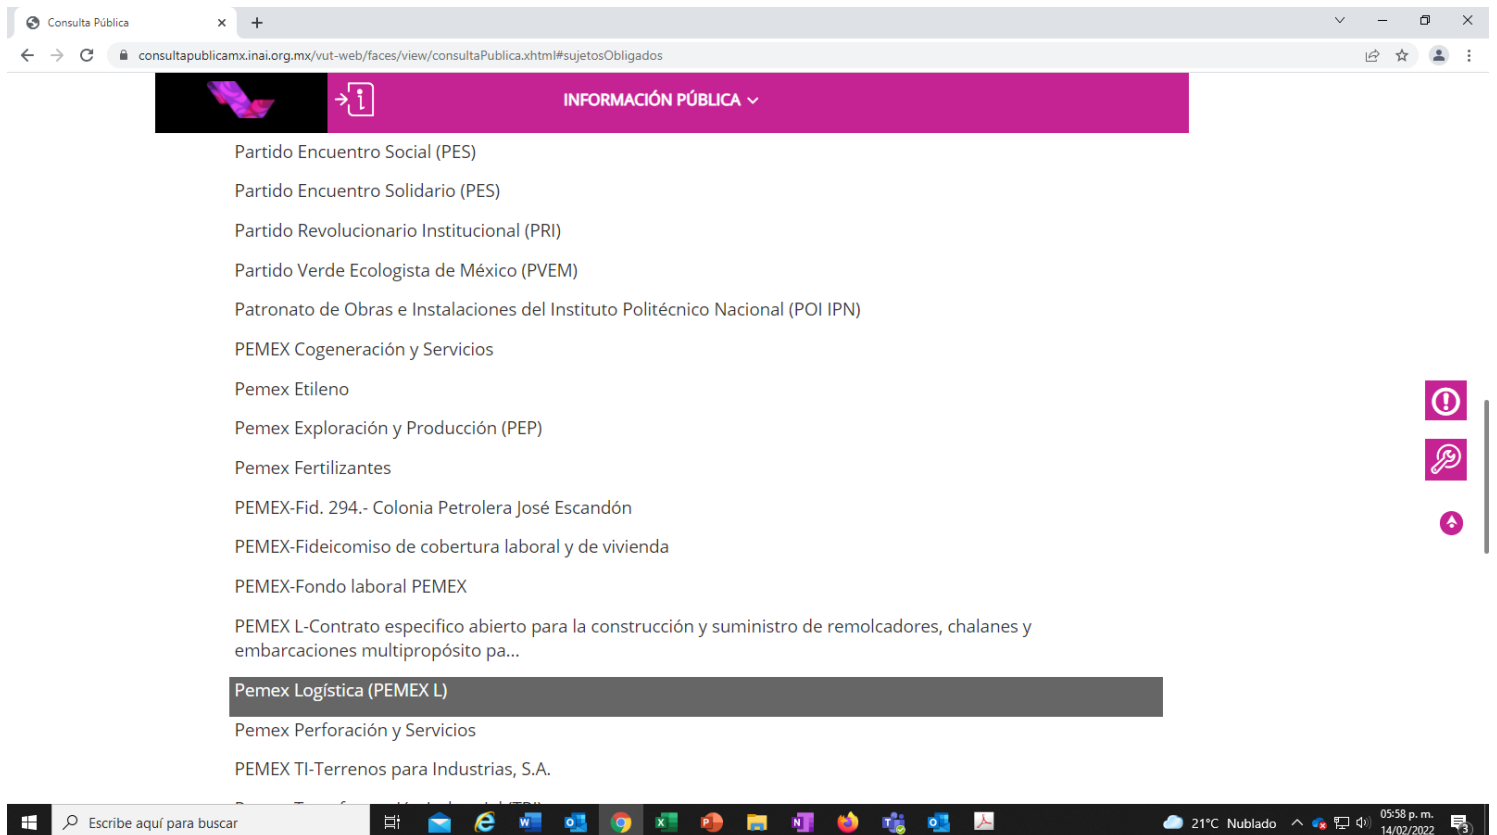 Consulta Pública
consultapublicamx.inai.org.mx/vut-web/faces/view/consultaPublica.xhtml#sujetosObligados
INFORMACIÓN PÚBLICA
Partido Encuentro Social (PES)
Partido Encuentro Solidario (PES)
Partido Revolucionario Institucional (PRI)
Partido Verde Ecologista de México (PVEM)
Patronato de Obras e Instalaciones del Instituto Politécnico Nacional (POI IPN)
PEMEX Cogeneración y Servicios
Pemex Etileno
Pemex Exploración y Producción (PEP)
Pemex Fertilizantes
PEMEX-Fid. 294.- Colonia Petrolera José Escandón
PEMEX-Fideicomiso de cobertura laboral y de vivienda
PEMEX-Fondo laboral PEMEX
PEMEX L-Contrato especifico abierto para la construcción y suministro de remolcadores, chalanes y
embarcaciones multipropósito pa...
Pemex Logística (PEMEX L)
Pemex Perforación y Servicios
PEMEX TI-Terrenos para Industrias, S.A.
Escribe aquí para buscar
21°C Nublado
05:58 p. m.
14/02/2022
3